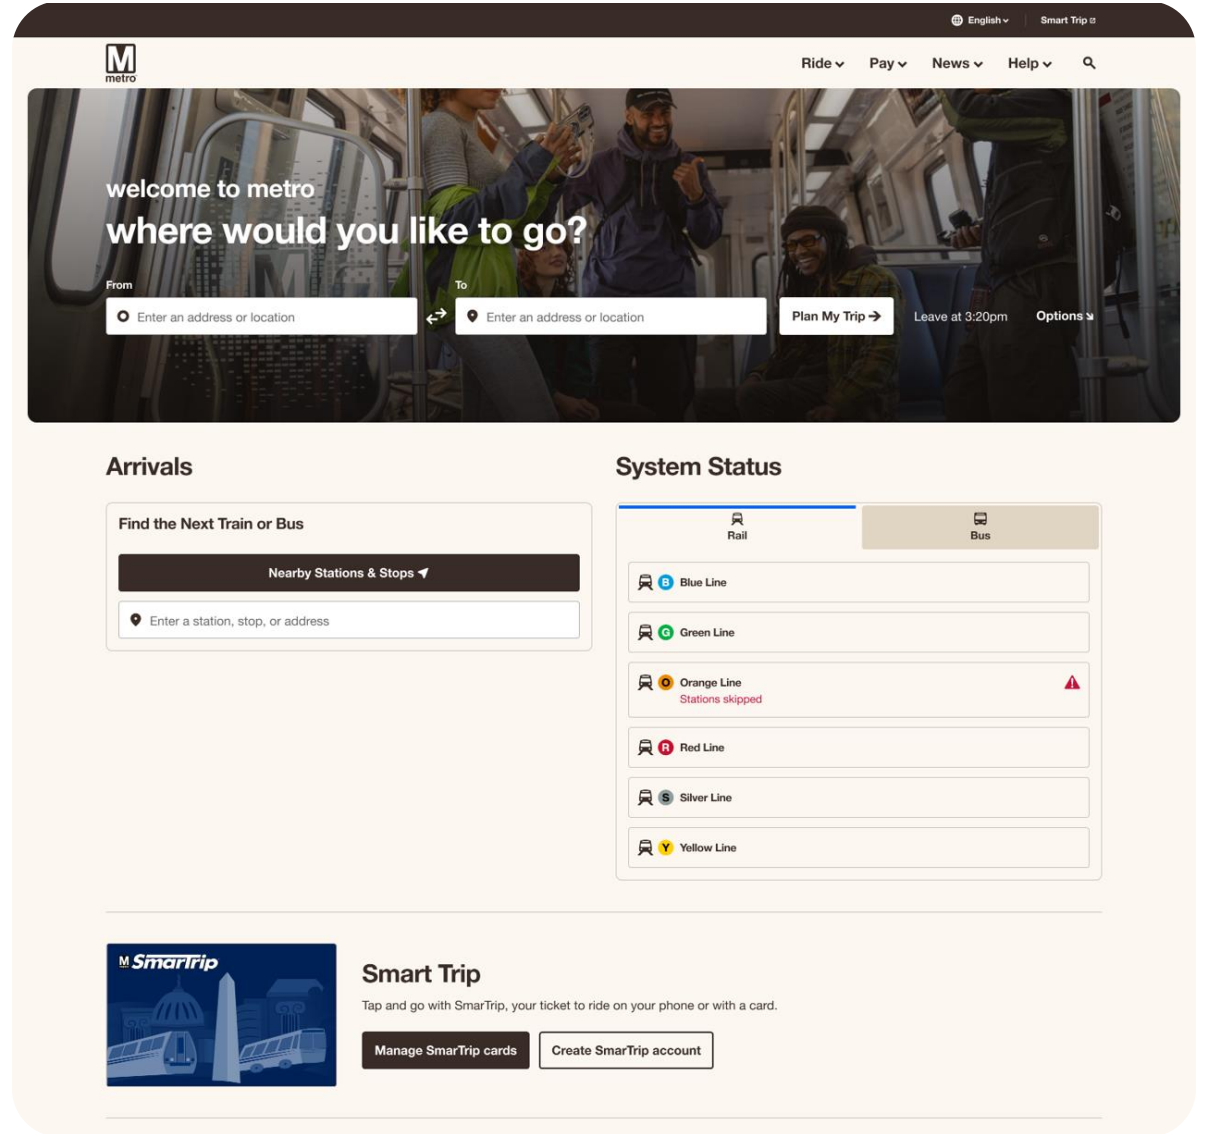 English
Smart Trip
M
metro
Ride
Pay
News
Help
welcome to metro
where would you like to go?
From
To
Enter an address or location
Enter an address or location
Plan My Trip
Leave at 3:20pm
Options
Arrivals
Find the Next Train or Bus
Nearby Stations & Stops
Enter a station, stop, or address
System Status
Rail
Bus
B Blue Line
G Green Line
O Orange Line
Stations skipped
R Red Line
S Silver Line
Y Yellow Line
M SmarTrip
Smart Trip
Tap and go with SmarTrip, your ticket to ride on your phone or with a card.
Manage SmarTrip cards
Create SmarTrip account